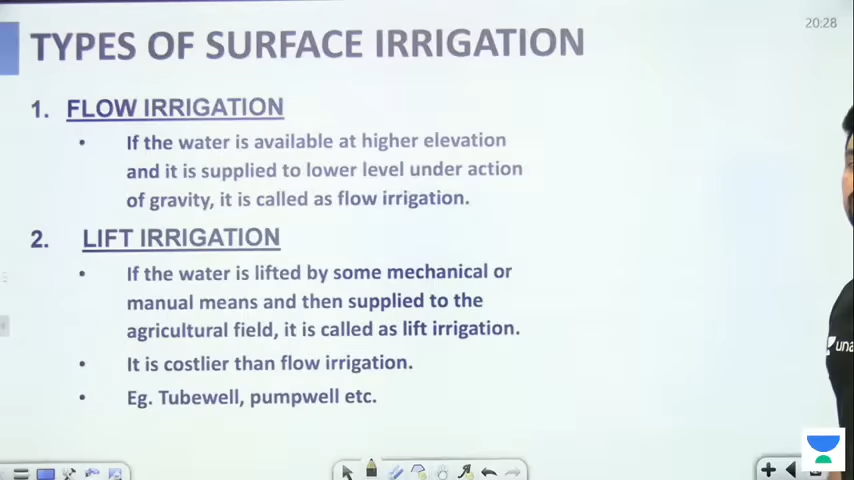 20:28
TYPES OF SURFACE IRRIGATION
1. FLOW IRRIGATION
• If the water is available at higher elevation
and it is supplied to lower level under action
of gravity, it is called as flow irrigation.
2. LIFT IRRIGATION
• If the water is lifted by some mechanical or
manual means and then supplied to the
agricultural field, it is called as lift irrigation.
• It is costlier than flow irrigation.
• Eg. Tubewell, pumpwell etc.
una